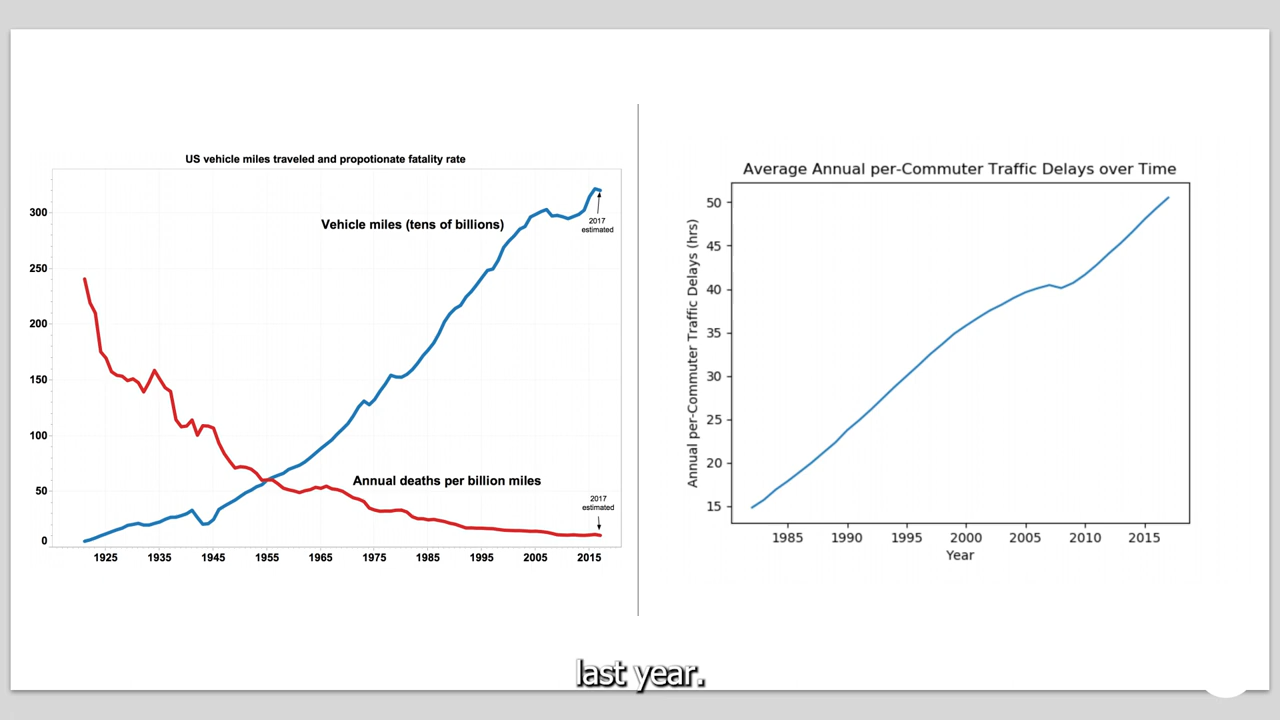 US vehicle miles traveled and propotionate fatality rate
300
250
200
150
100
50
0
Vehicle miles (tens of billions)
2017
estimated
Annual deaths per billion miles
2017
estimated
1925 1935 1945 1955 1965 1975 1985 1995 2005 2015
Average Annual per-Commuter Traffic Delays over Time
Annual per-Commuter Traffic Delays (hrs)
50
45
40
35
30
25
20
15
1985 1990 1995 2000 2005 2010 2015
Year
last year.